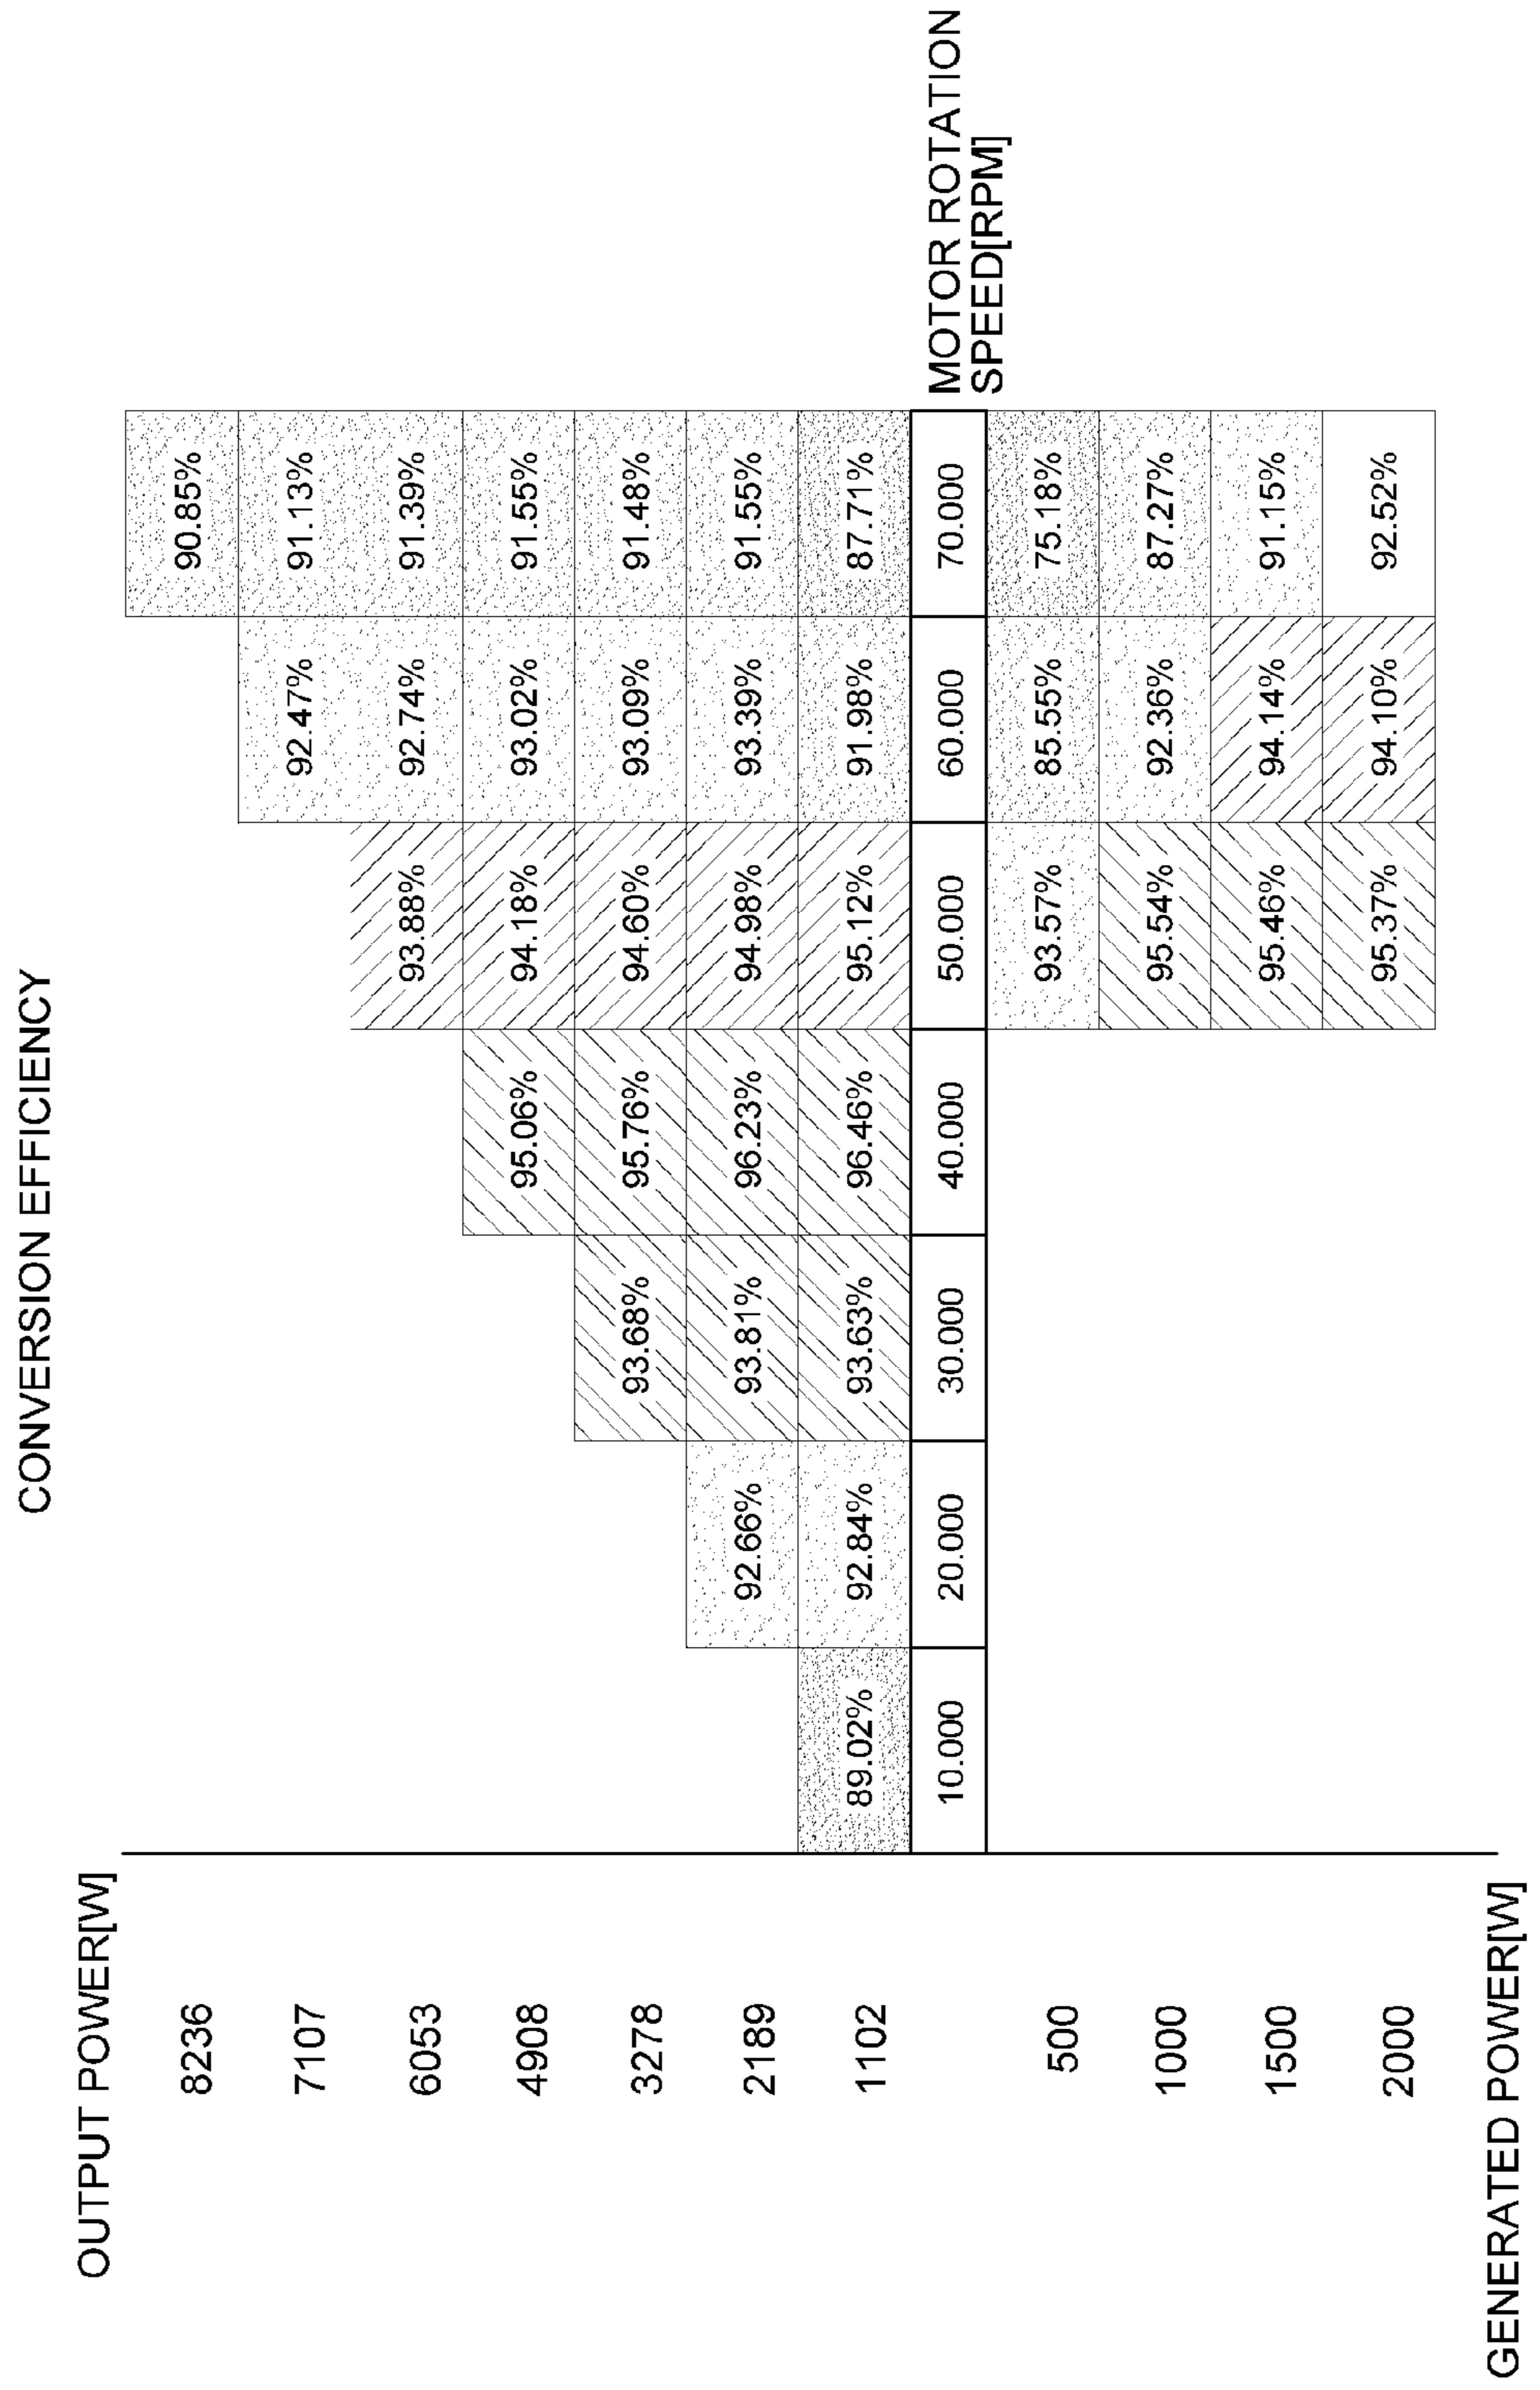 CONVERSION EFFICIENCY
OUTPUT POWER[W]
8236 90.85%
7107 92.47% 91.13%
6053 93.88% 92.74% 91.39%
4908 95.06% 94.18% 93.02% 91.55%
3278 93.68% 95.76% 94.60% 93.09% 91.48%
2189 92.66% 93.81% 96.23% 94.98% 93.39% 91.55%
1102 89.02% 92.84% 93.63% 96.46% 95.12% 91.98% 87.71%
10.000 20.000 30.000 40.000 50.000 60.000 70.000 MOTOR ROTATION
SPEED[RPM]
500 93.57% 85.55% 75.18%
1000 95.54% 92.36% 87.27%
1500 95.46% 94.14% 91.15%
2000 95.37% 94.10% 92.52%
GENERATED POWER[W]